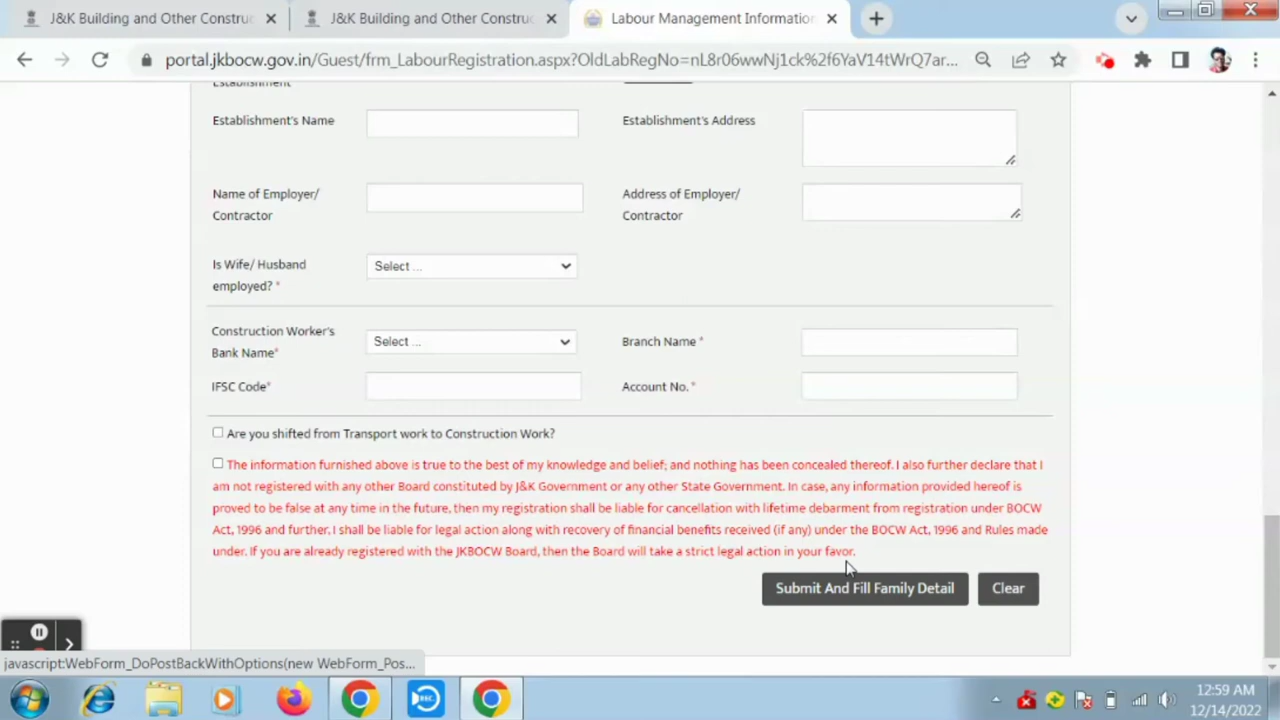 J&K Building and Other Construc
J&K Building and Other Construc
Labour Management Information
portal.jkbocw.gov.in/Guest/frm_LabourRegistration.aspx?OldLabRegNo=nL8r06wwNj1ck%2f6YaV14tWrQ7ar...
Establishment
Establishment's Name
Establishment's Address
Name of Employer/
Contractor
Address of Employer/
Contractor
Is Wife/ Husband
employed? *
Select ...
Construction Worker's
Bank Name*
Select ...
Branch Name *
IFSC Code*
Account No. *
Are you shifted from Transport work to Construction Work?
The information furnished above is true to the best of my knowledge and belief; and nothing has been concealed thereof. I also further declare that I
am not registered with any other Board constituted by J&K Government or any other State Government. In case, any information provided hereof is
proved to be false at any time in the future, then my registration shall be liable for cancellation with lifetime debarment from registration under BOCW
Act, 1996 and further, I shall be liable for legal action along with recovery of financial benefits received (if any) under the BOCW Act, 1996 and Rules made
under. If you are already registered with the JKBOCW Board, then the Board will take a strict legal action in your favor.
Submit And Fill Family Detail
Clear
javascript:WebForm_DoPostBackWithOptions(new WebForm_Pos...
REC
12:59 AM
12/14/2022